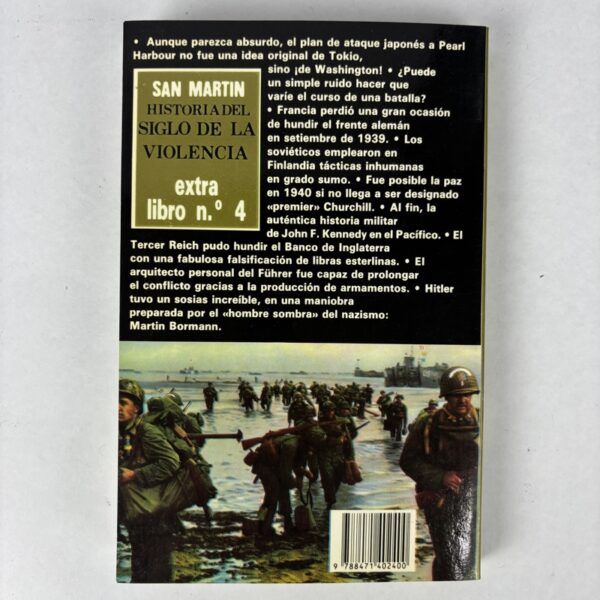 • Aunque parezca absurdo, el plan de ataque japonés a Pearl
Harbour no fue una idea original de Tokio,
sino ¡de Washington! • ¿Puede
un simple ruido hacer que
varíe el curso de una batalla?
• Francia perdió una gran ocasión
de hundir el frente alemán
en setiembre de 1939. • Los
soviéticos emplearon en
Finlandia tácticas inhumanas
en grado sumo. • Fue posible la paz
en 1940 si no llega a ser designado
«premier» Churchill. • Al fin, la
auténtica historia militar
de John F. Kennedy en el Pacífico. • El
Tercer Reich pudo hundir el Banco de Inglaterra
con una fabulosa falsificación de libras esterlinas. • El
arquitecto personal del Führer fue capaz de prolongar
el conflicto gracias a la producción de armamentos. • Hitler
tuvo un sosias increíble, en una maniobra
preparada por el «hombre sombra» del nazismo:
Martin Bormann.
SAN MARTIN
HISTORIA DEL
SIGLO DE LA
VIOLENCIA
extra
libro n.º 4
9 788471 402400